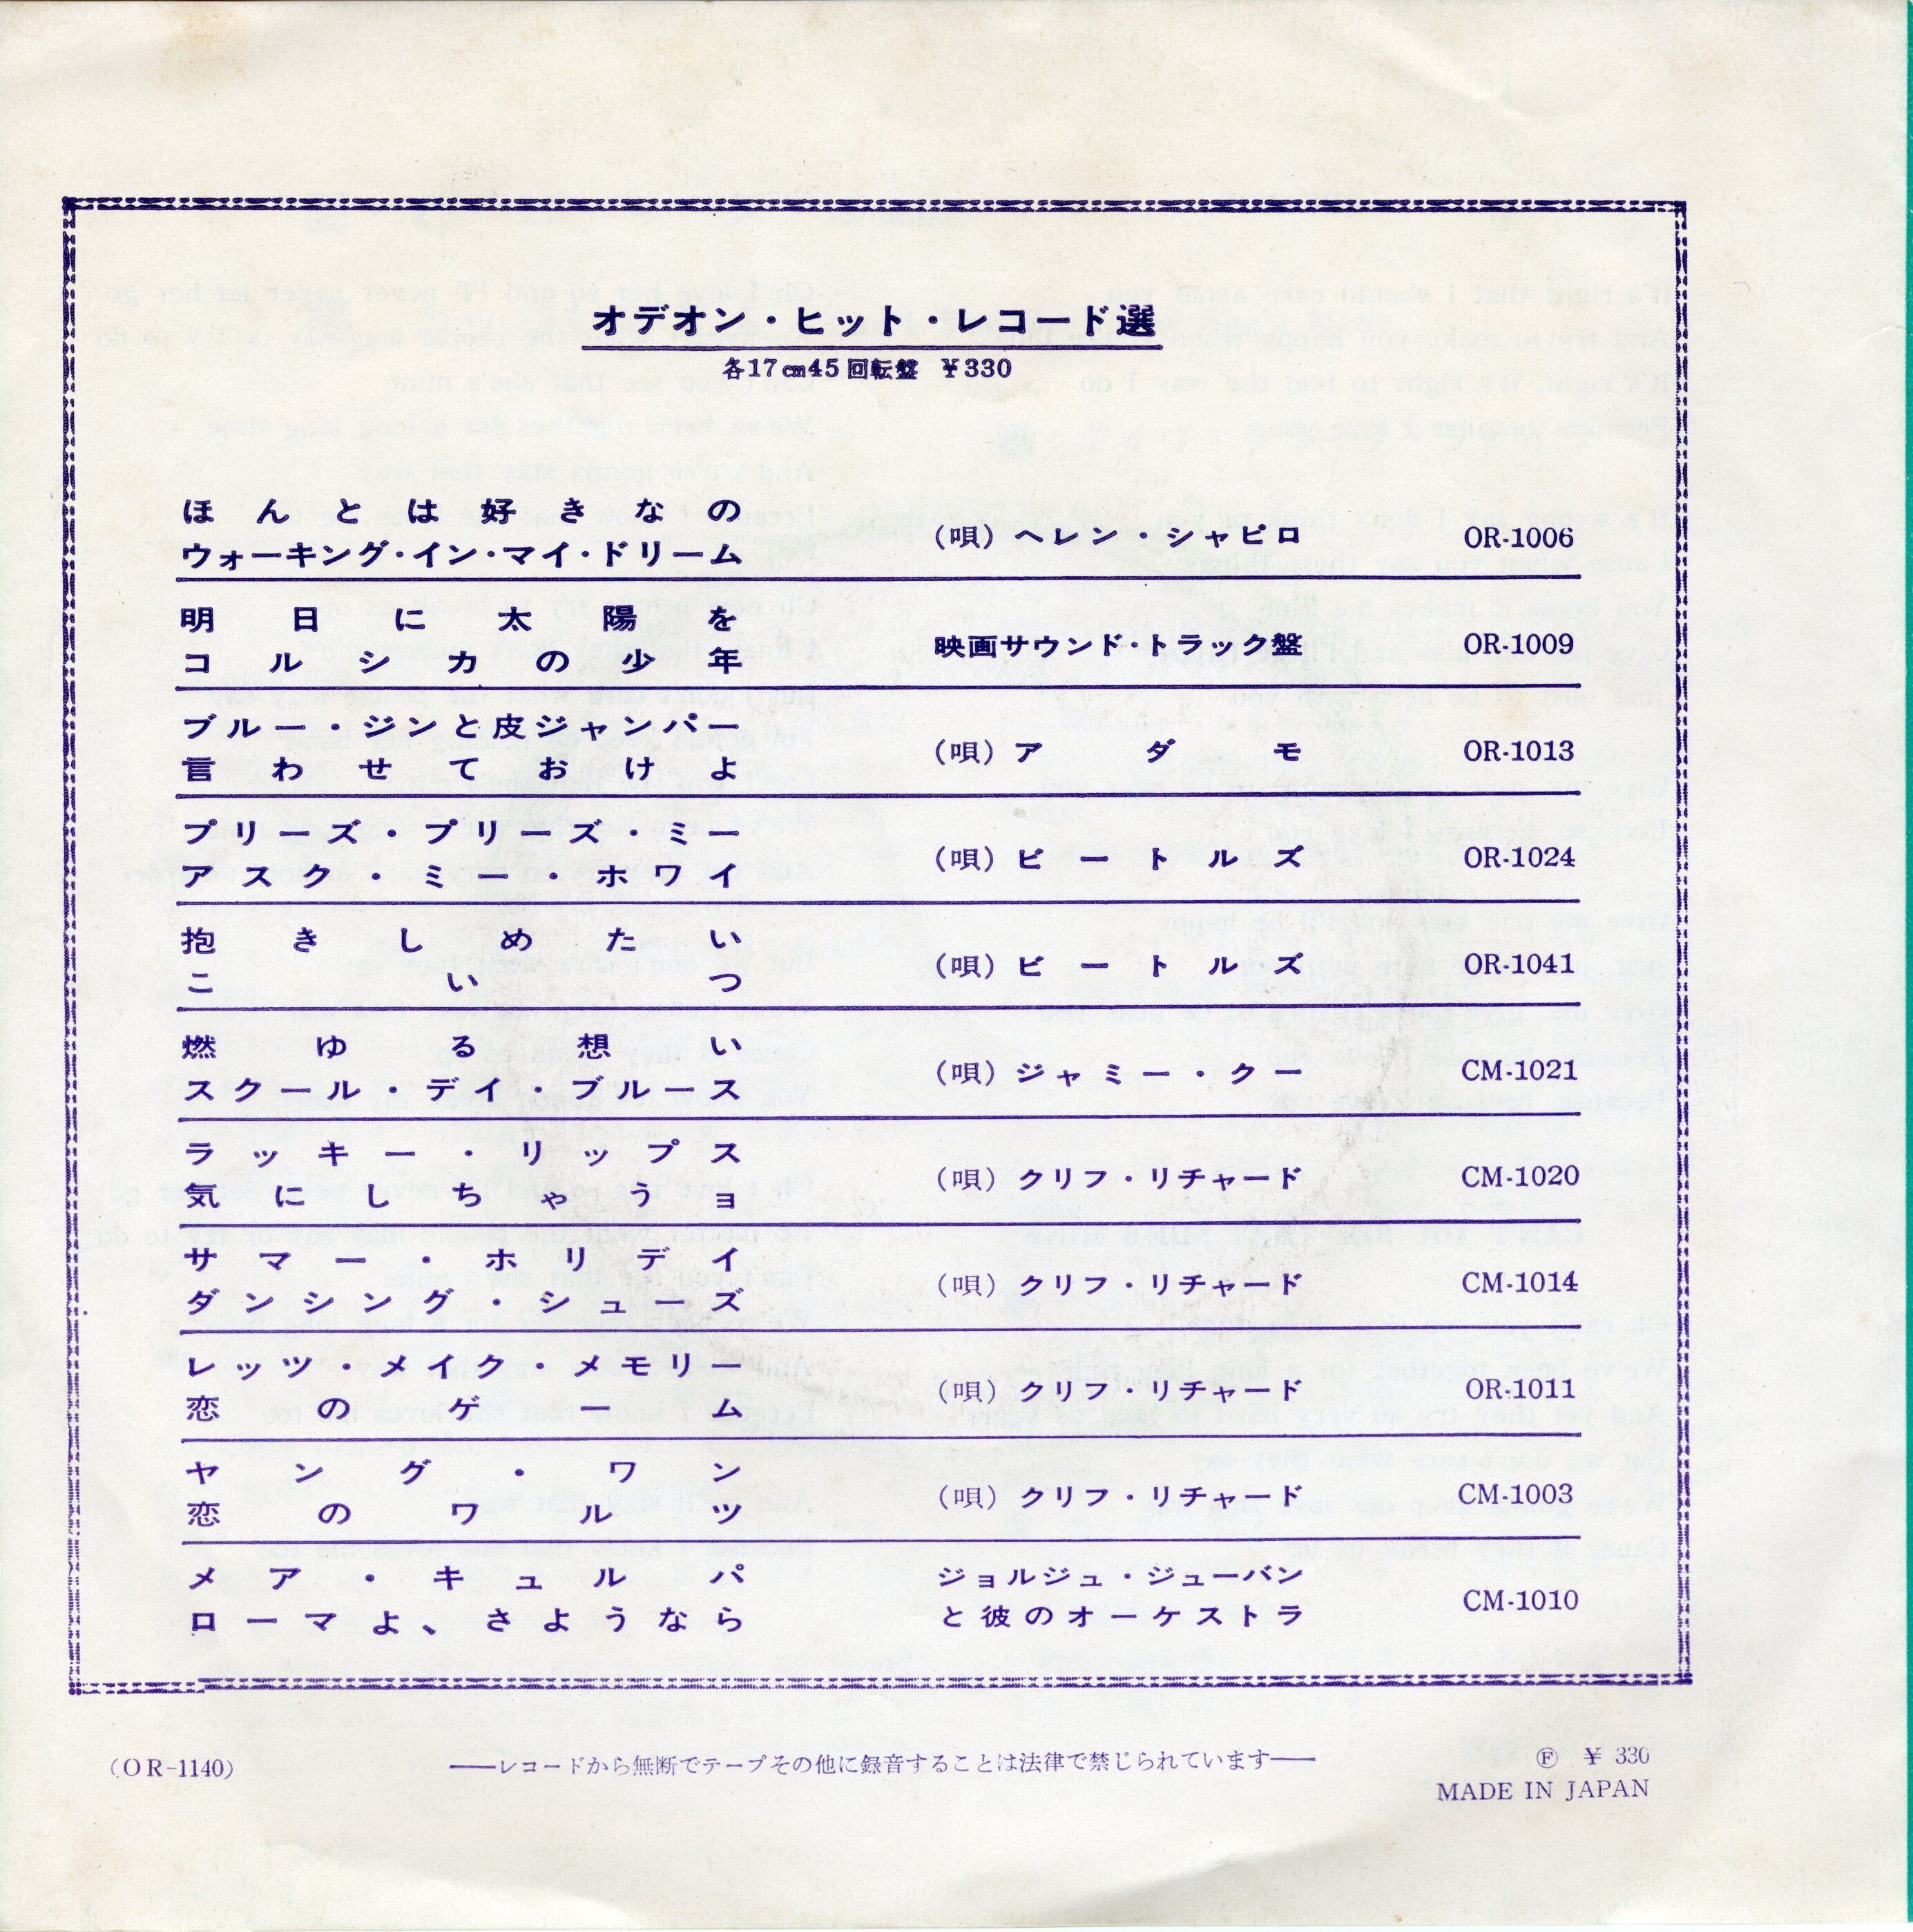 オデオン・ヒット・レコード選
各17㎝45回転盤 ¥330
ほんとは好きなの
ウォーキング・イン・マイ・ドリーム
(唄) ヘレン・シャピロ OR-1006
明日に太陽を
コルシカの少年
映画サウンド・トラック盤 OR-1009
ブルー・ジンと皮ジャンパー
言わせておけよ
(唄) アダモ OR-1013
プリーズ・プリーズ・ミー
アスク・ミー・ホワイ
(唄) ビートルズ OR-1024
抱きしめたい
こいつ
(唄) ビートルズ OR-1041
燃ゆる想い
スクール・デイ・ブルース
(唄) ジャミー・クー CM-1021
ラッキー・リップス
気にしちゃうョ
(唄) クリフ・リチャード CM-1020
サマー・ホリデイ
ダンシング・シューズ
(唄) クリフ・リチャード CM-1014
レッツ・メイク・メモリー
恋のゲーム
(唄) クリフ・リチャード OR-1011
ヤング・ワン
恋のワルツ
(唄) クリフ・リチャード CM-1003
メア・キュルパ
ローマよ、さようなら
ジョルジュ・ジューバン
と彼のオーケストラ
CM-1010
(OR-1140)
——レコードから無断でテープその他に録音することは法律で禁じられています——
Ⓕ ¥ 330
MADE IN JAPAN